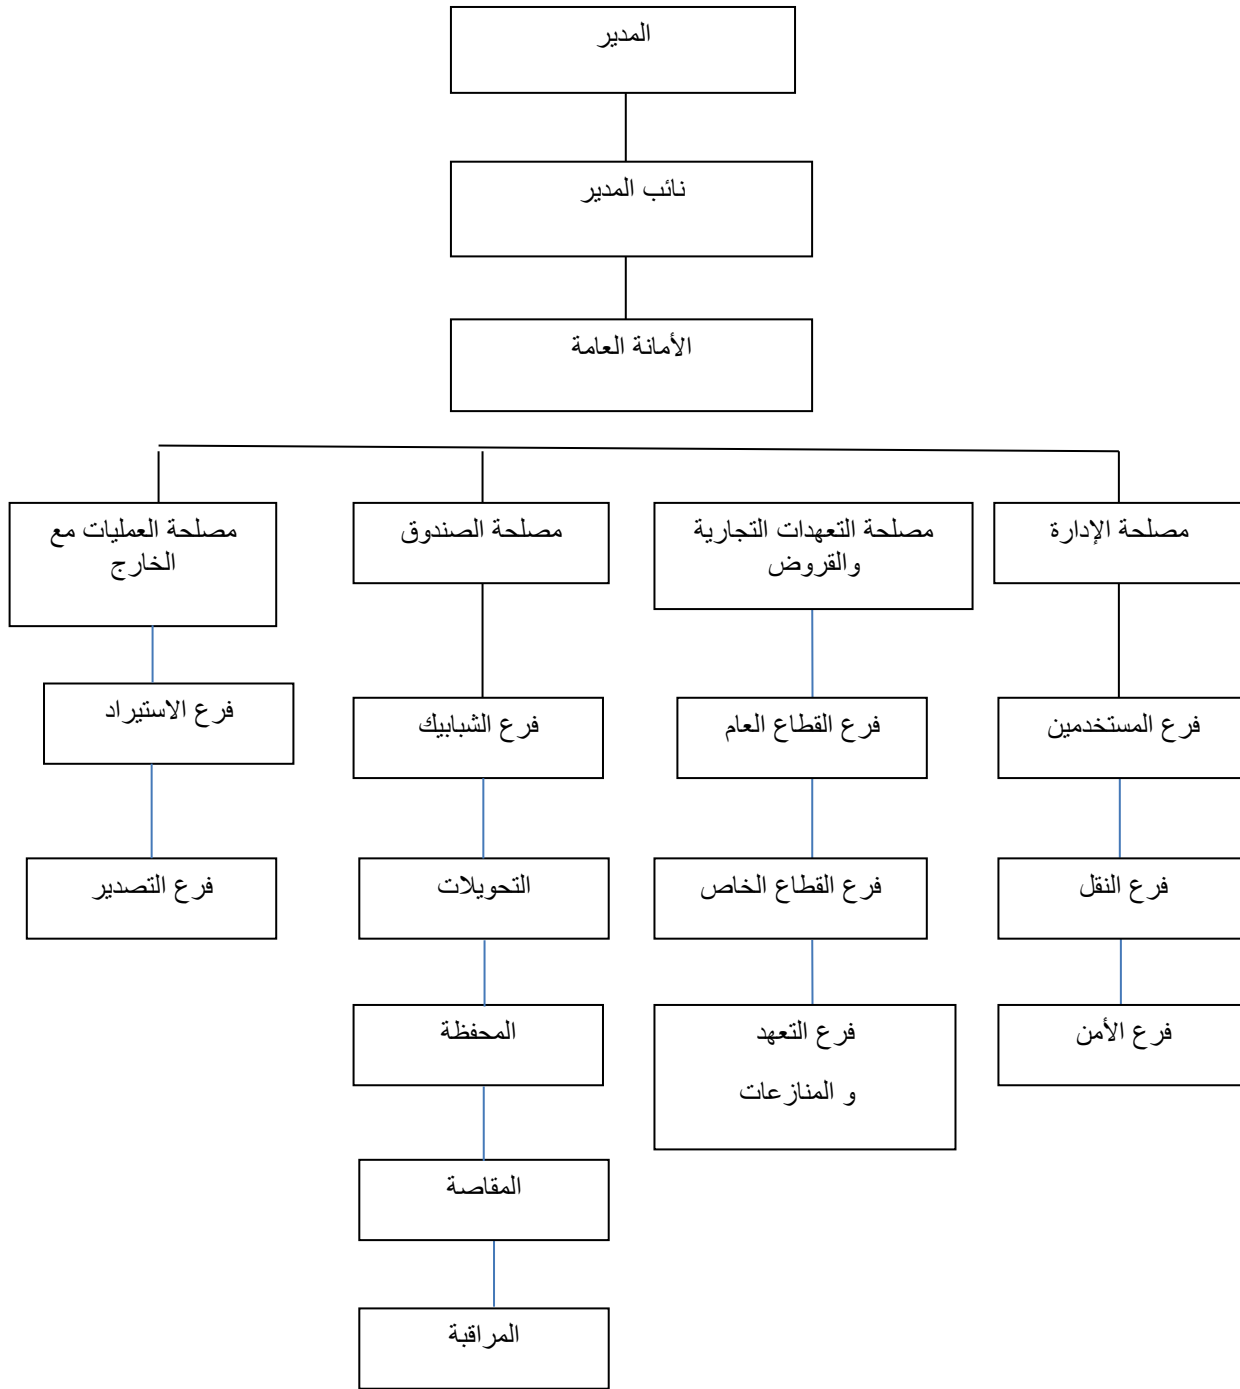 المدير
نائب المدير
الأمانة العامة
مصلحة الإدارة
مصلحة التعهدات التجارية
والقروض
مصلحة الصندوق
مصلحة العمليات مع
الخارج
فرع المستخدمين
فرع القطاع العام
فرع الشبابيك
فرع الاستيراد
فرع النقل
فرع القطاع الخاص
التحويلات
فرع التصدير
فرع الأمن
فرع التعهد
و المنازعات
المحفظة
المقاصة
المراقبة